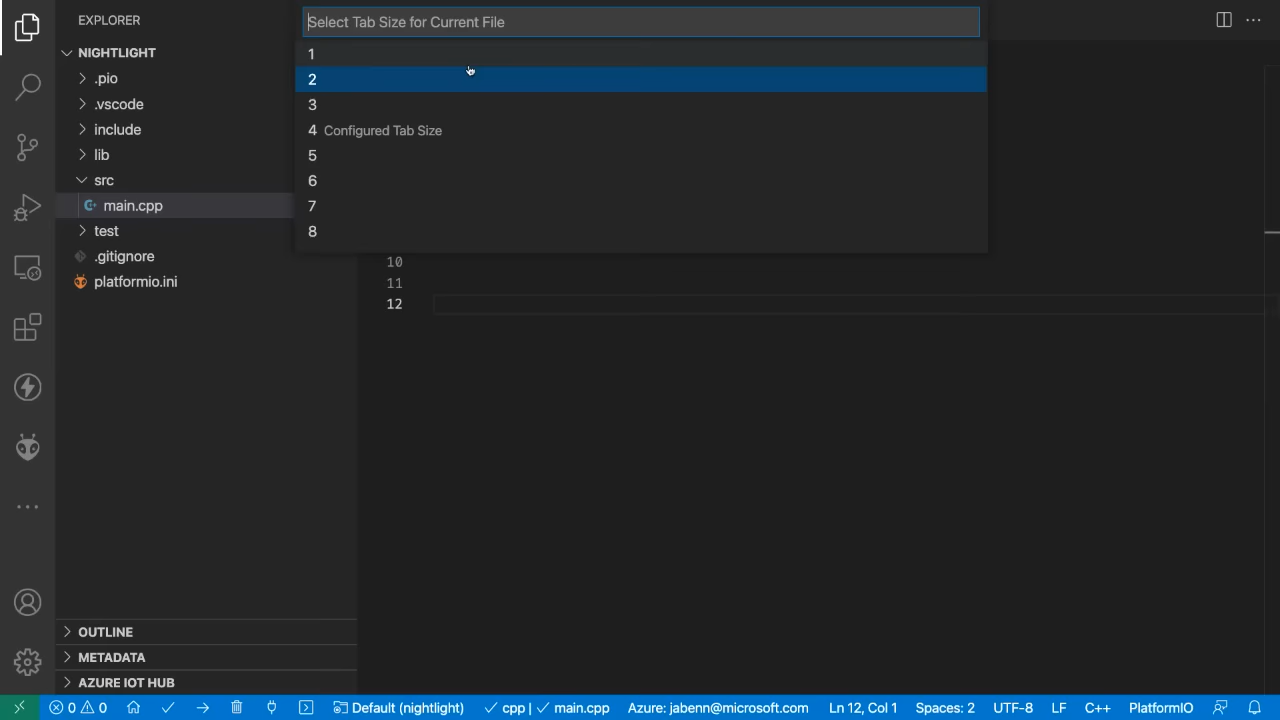 EXPLORER
NIGHTLIGHT
.pio
.vscode
include
lib
src
main.cpp
test
.gitignore
platformio.ini
Select Tab Size for Current File
1
2
3
4 Configured Tab Size
5
6
7
8
10
11
12
OUTLINE
METADATA
AZURE IOT HUB
0 0 Default (nightlight) cpp | main.cpp Azure: jabenn@microsoft.com Ln 12, Col 1 Spaces: 2 UTF-8 LF C++ PlatformIO